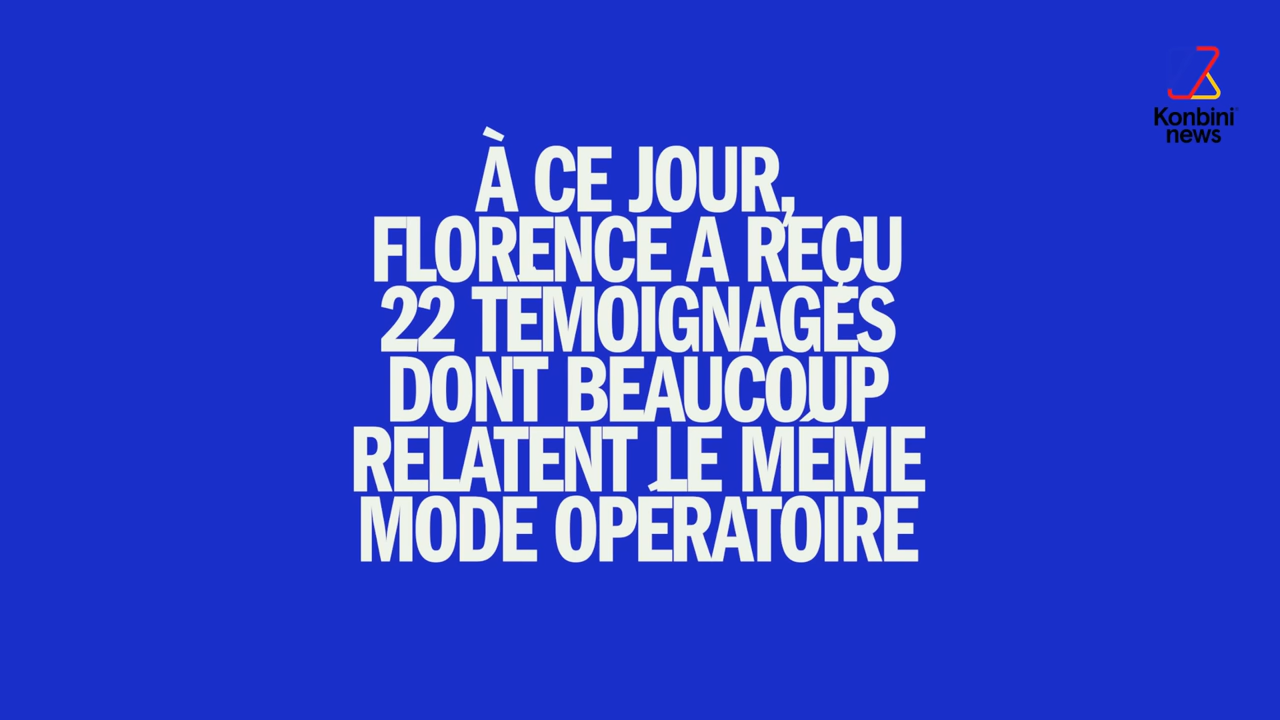 Konbini
news
À CE JOUR,
FLORENCE A REÇU
22 TÉMOIGNAGES
DONT BEAUCOUP
RELATENT LE MÊME
MODE OPÉRATOIRE